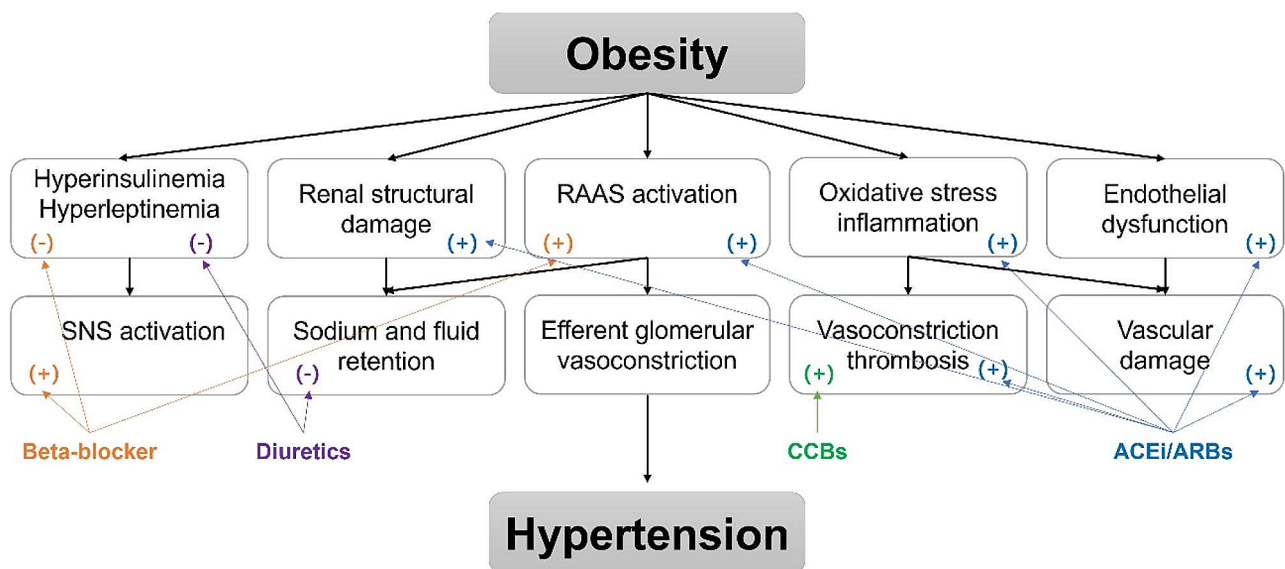 Obesity
Hyperinsulinemia
Hyperleptinemia
(-)
(-)
Renal structural
damage
(+)
RAAS activation
(+)
(+)
Oxidative stress
inflammation
(+)
Endothelial
dysfunction
(+)
SNS activation
(+)
Sodium and fluid
retention
(-)
Efferent glomerular
vasoconstriction
Vasoconstriction
thrombosis
(+)
(+)
Vascular
damage
(+)
Beta-blocker
Diuretics
CCBs
ACEi/ARBs
Hypertension